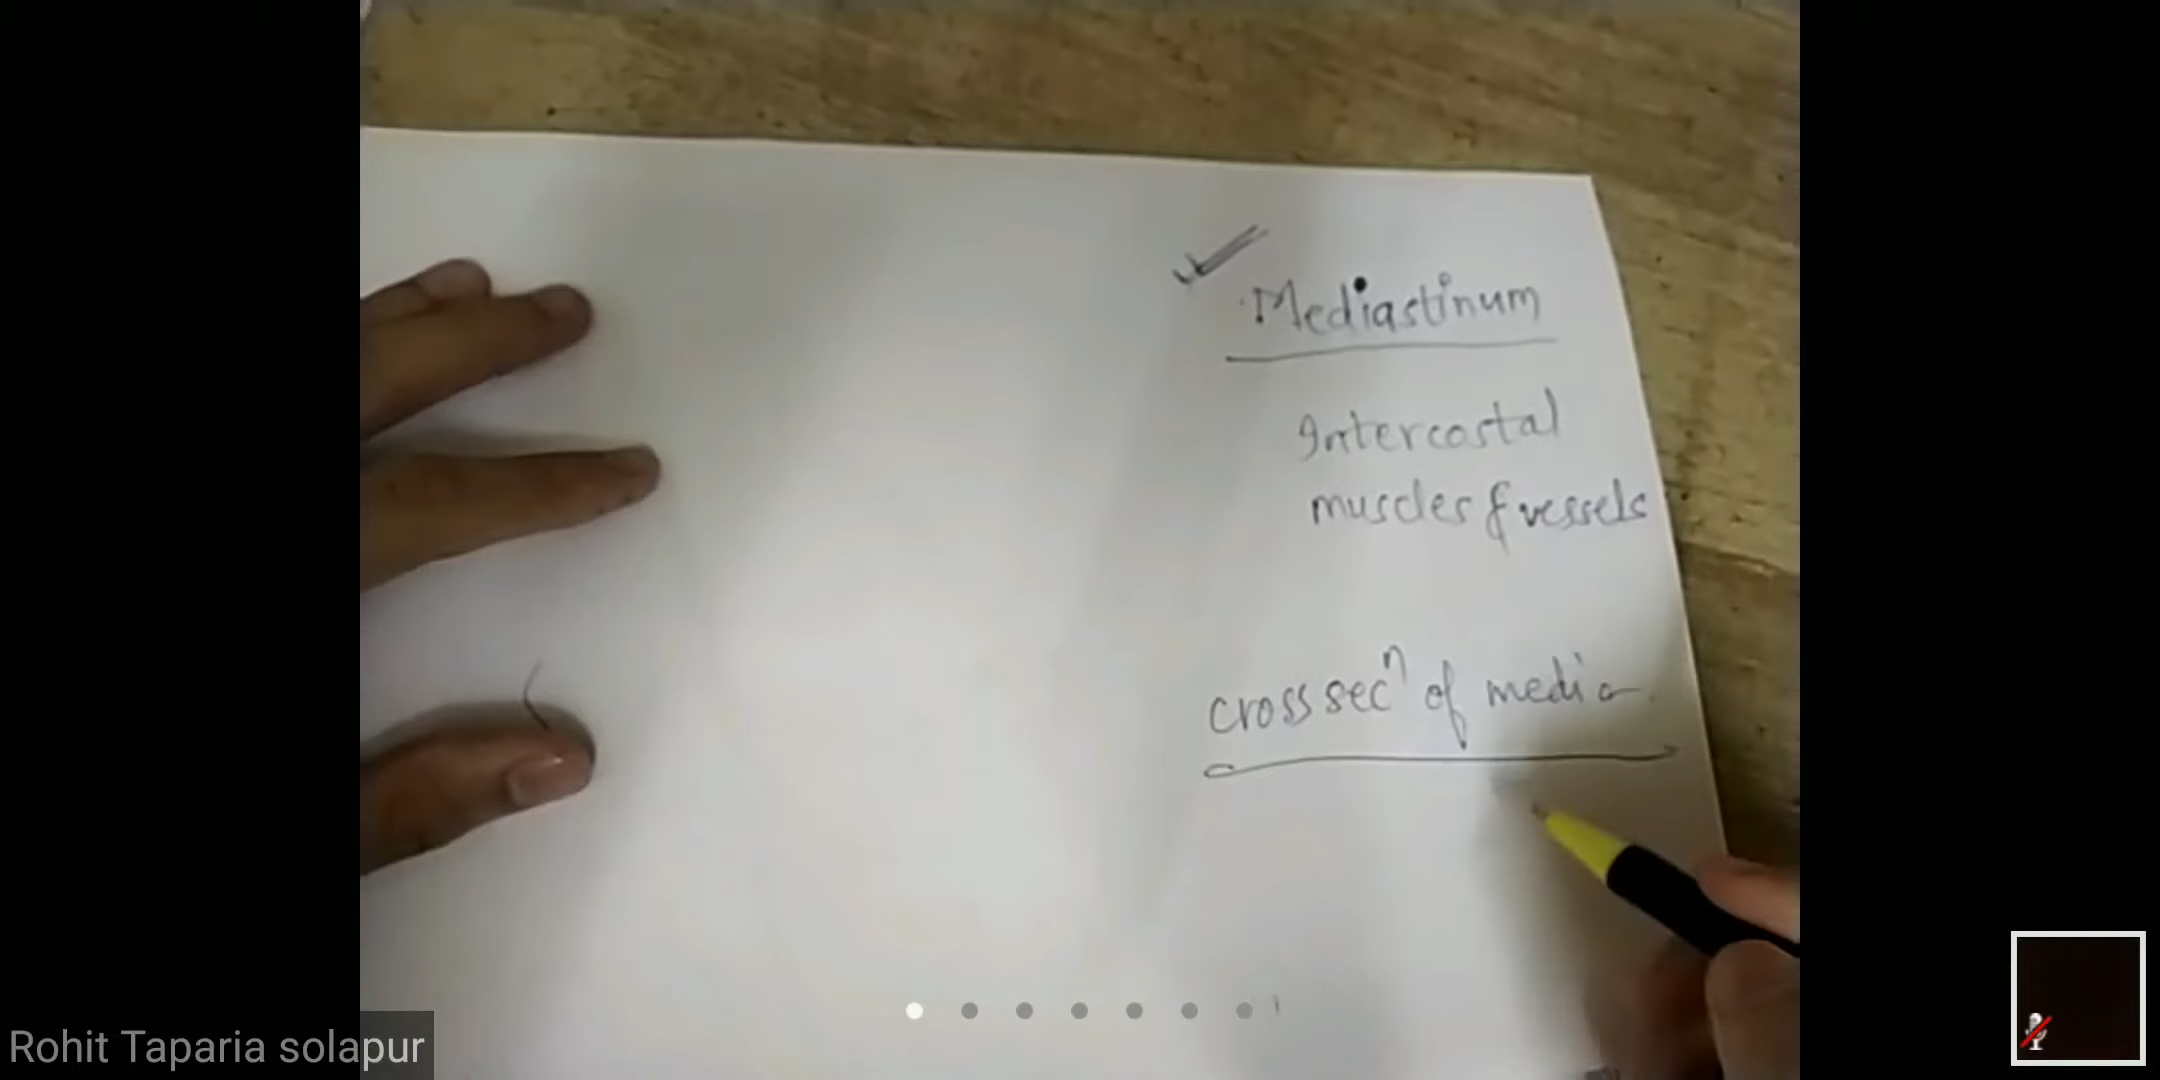 Mediastinum
Intercostal
muscles & vessels
cross secⁿ of media.
Rohit Taparia solapur